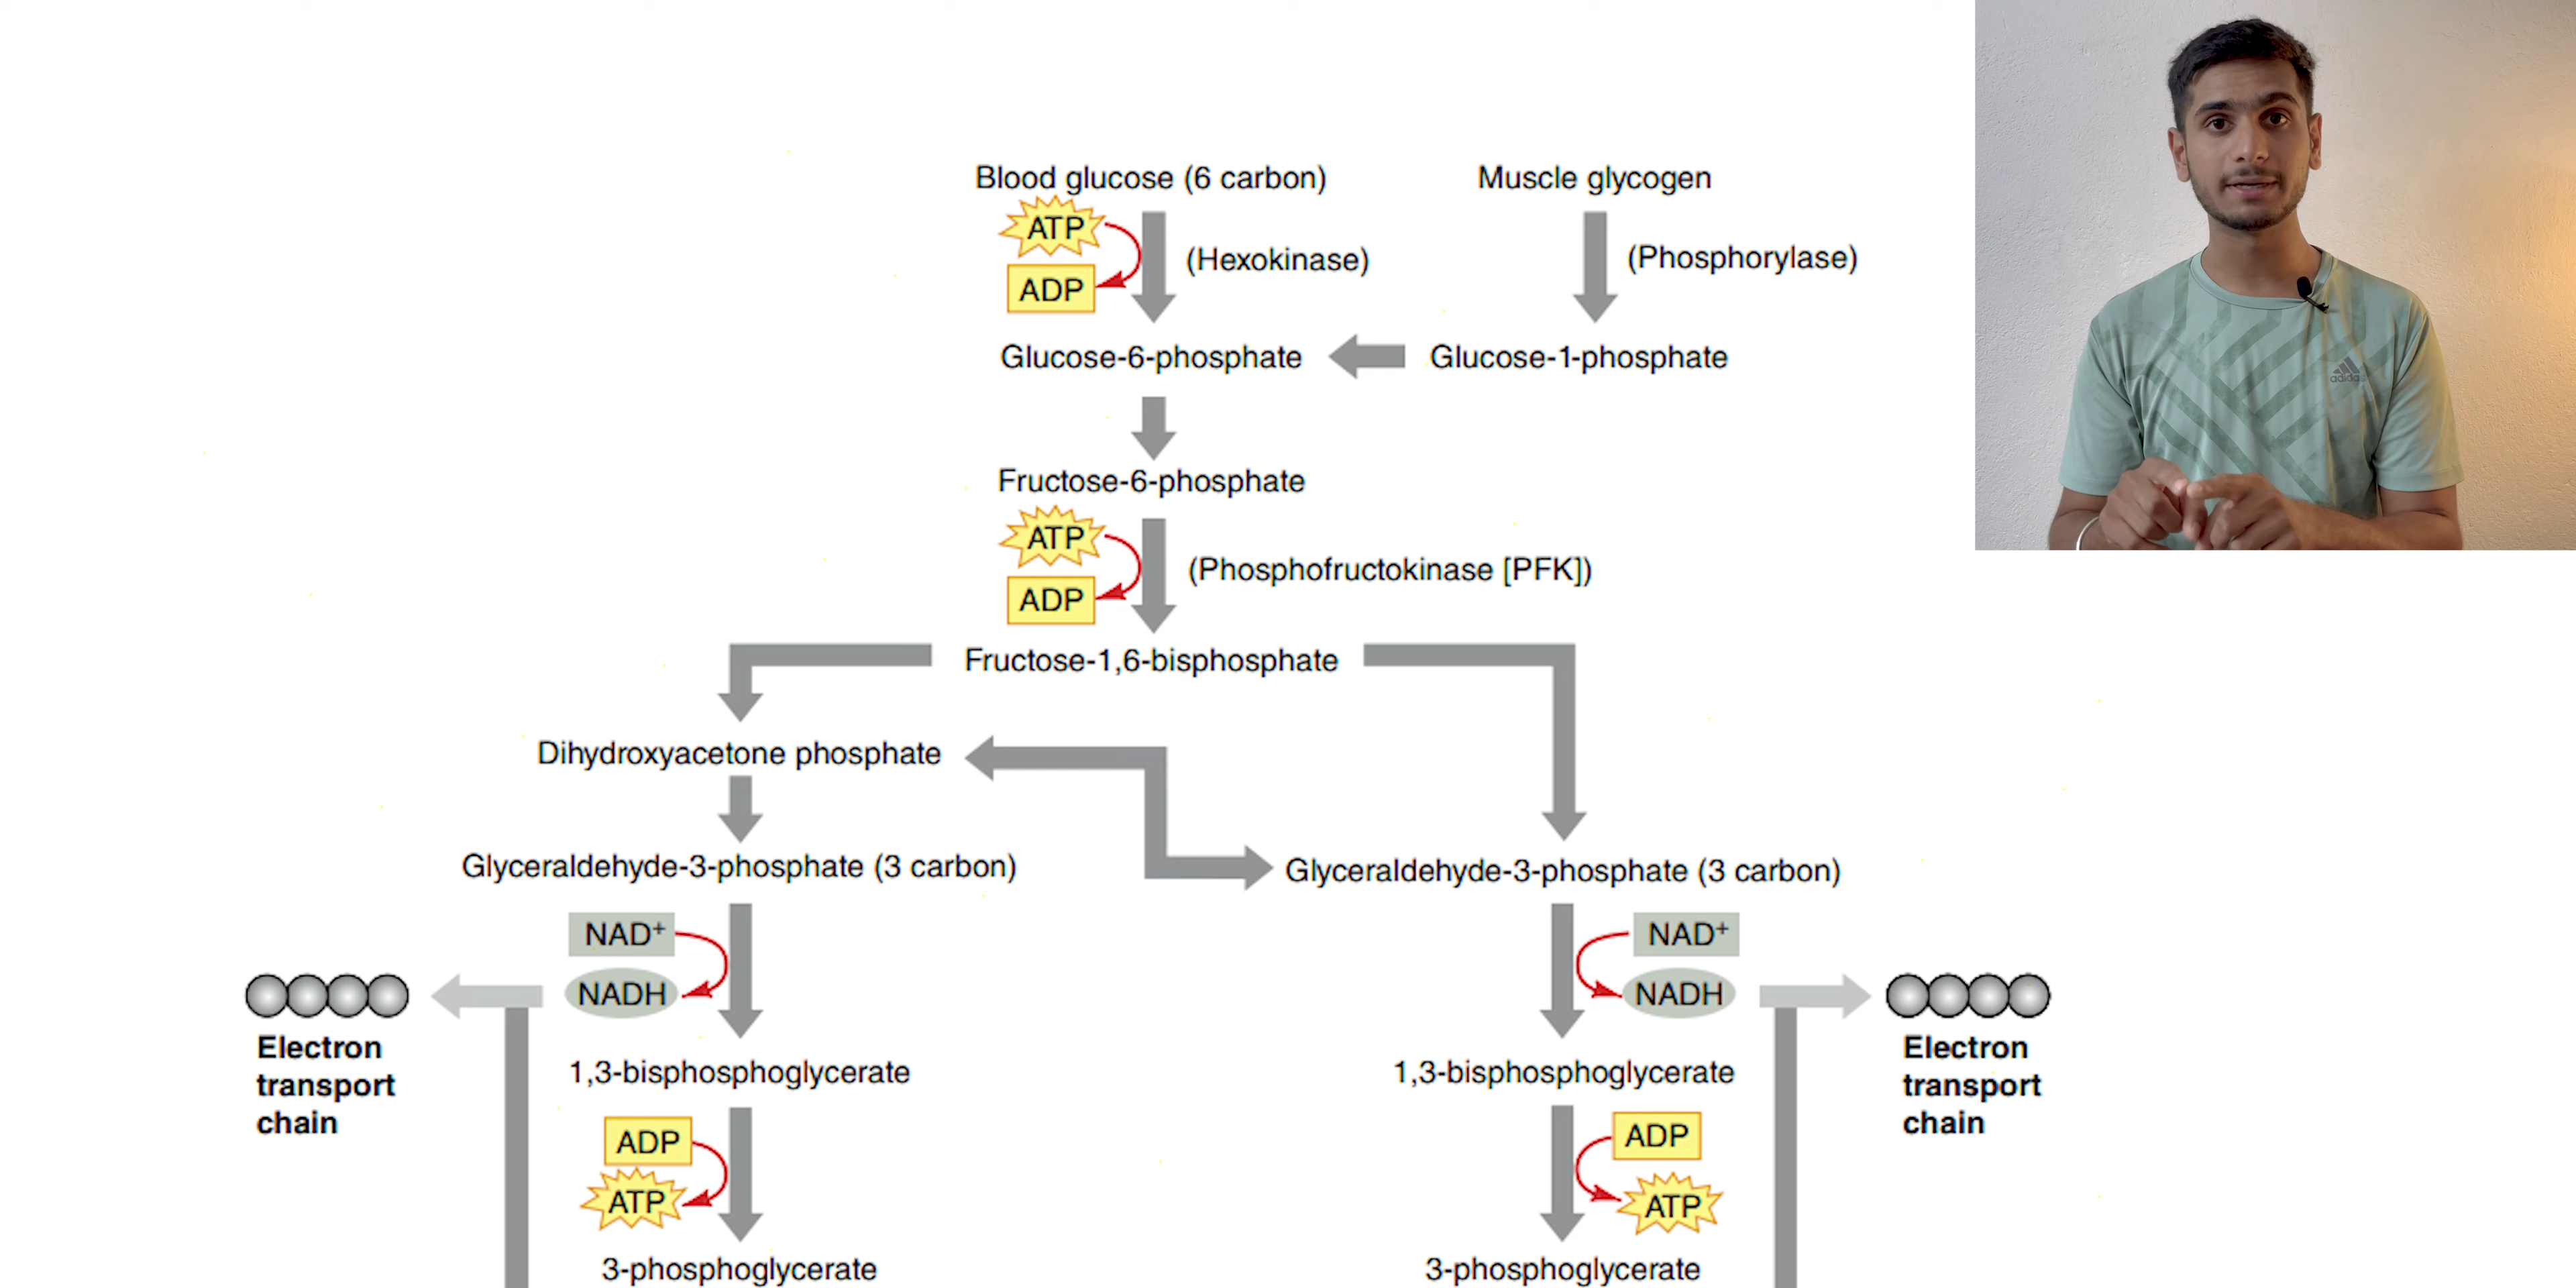 Blood glucose (6 carbon)
Muscle glycogen
ATP
(Hexokinase)
(Phosphorylase)
ADP
Glucose-6-phosphate
Glucose-1-phosphate
Fructose-6-phosphate
ATP
(Phosphofructokinase [PFK])
ADP
Fructose-1,6-bisphosphate
Dihydroxyacetone phosphate
Glyceraldehyde-3-phosphate (3 carbon)
Glyceraldehyde-3-phosphate (3 carbon)
NAD+
NADH
NAD+
NADH
Electron
transport
chain
Electron
transport
chain
1,3-bisphosphoglycerate
1,3-bisphosphoglycerate
ADP
ATP
ADP
ATP
3-phosphoglycerate
3-phosphoglycerate
adidas